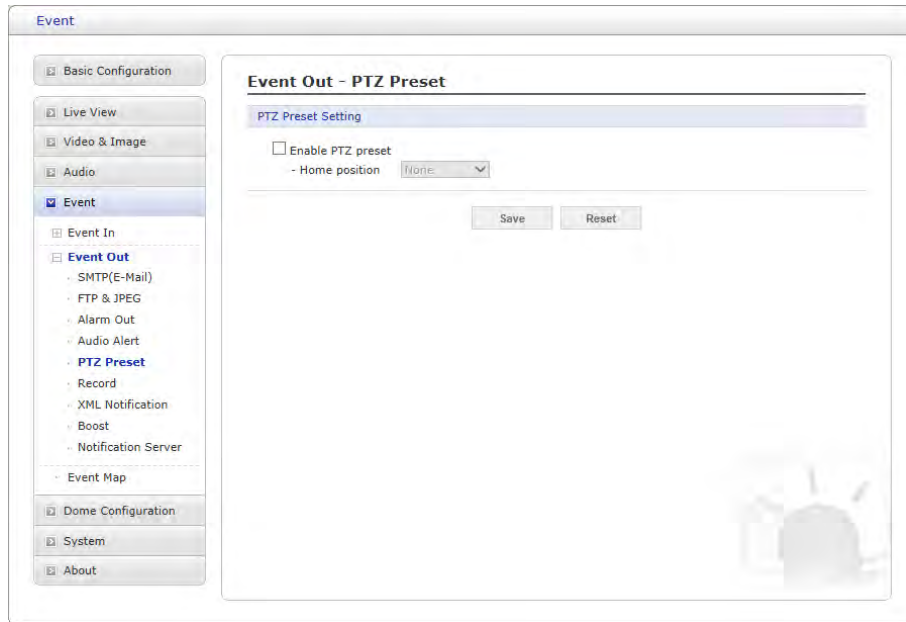 Event
Basic Configuration
Live View
Video & Image
Audio
Event
Event In
Event Out
SMTP(E-Mail)
FTP & JPEG
Alarm Out
Audio Alert
PTZ Preset
Record
XML Notification
Boost
Notification Server
Event Map
Dome Configuration
System
About
Event Out - PTZ Preset
PTZ Preset Setting
Enable PTZ preset
- Home position None
Save Reset